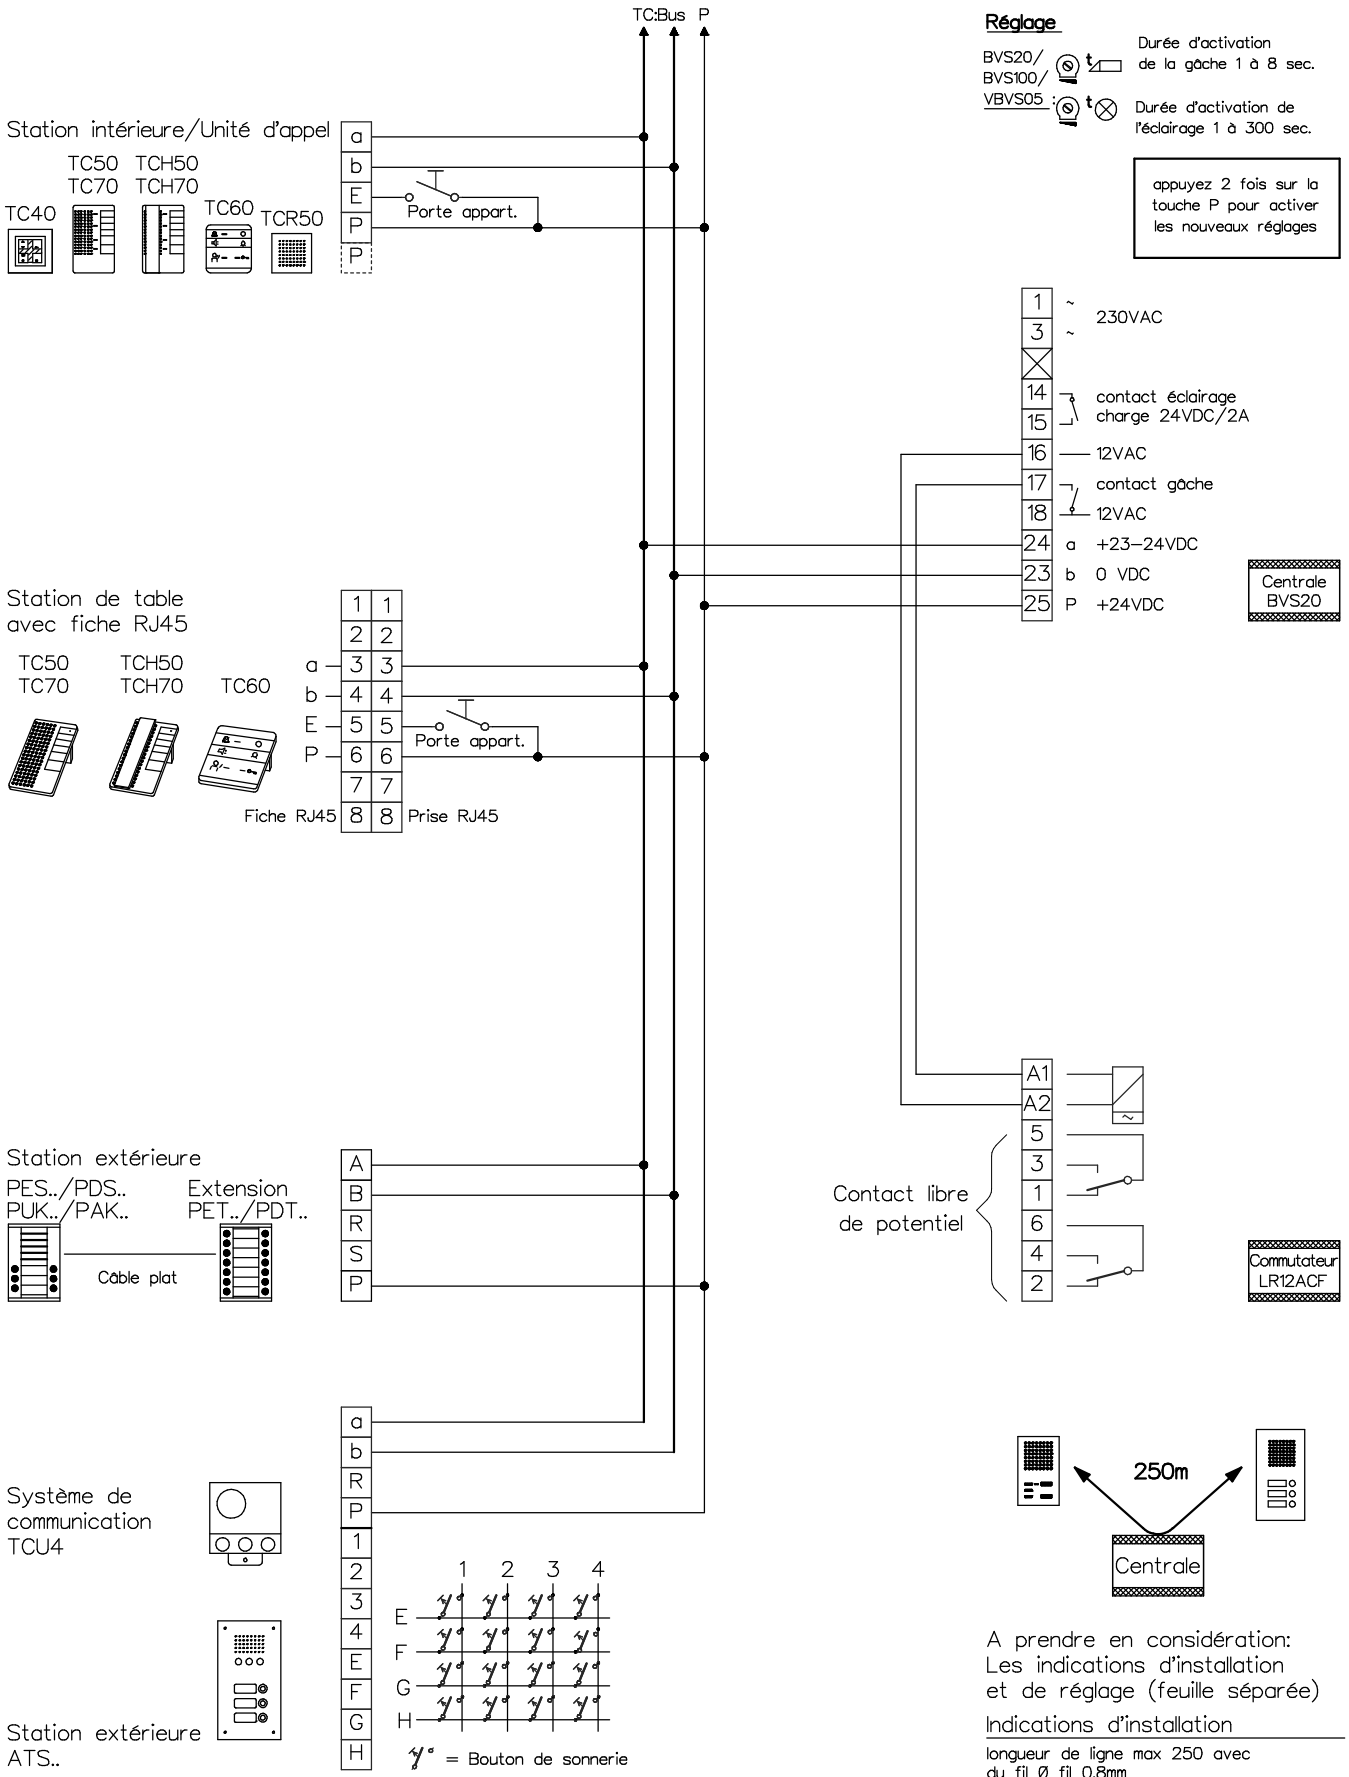 TC:Bus P
Réglage
BVS20/
BVS100/
VBVS05 :
t
Durée d'activation
de la gâche 1 à 8 sec.
t
Durée d'activation de
l'éclairage 1 à 300 sec.
appuyez 2 fois sur la
touche P pour activer
les nouveaux réglages
Station intérieure/Unité d'appel
TC40
TC50
TC70
TCH50
TCH70
TC60
TCR50
a
b
E
P
P
Porte appart.
1 ~
3 ~
230VAC
14
15
contact éclairage
charge 24VDC/2A
16 12VAC
17 contact gâche
18 12VAC
24 a +23-24VDC
23 b 0 VDC
25 P +24VDC
Centrale
BVS20
Station de table
avec fiche RJ45
TC50
TC70
TCH50
TCH70
TC60
1 1
2 2
a 3 3
b 4 4
E 5 5
P 6 6
7 7
Fiche RJ45 8 8 Prise RJ45
Porte appart.
A1
A2
~
5
3
1
6
4
2
Contact libre
de potentiel
Commutateur
LR12ACF
Station extérieure
PES../PDS..
PUK../PAK..
Extension
PET../PDT..
Câble plat
A
B
R
S
P
Système de
communication
TCU4
Station extérieure
ATS..
a
b
R
P
1
2
3
4
E
F
G
H
1 2 3 4
E
F
G
H
= Bouton de sonnerie
250m
Centrale
A prendre en considération:
Les indications d'installation
et de réglage (feuille séparée)
Indications d'installation
longueur de ligne max 250 avec
du fil Ø fil 0.8mm